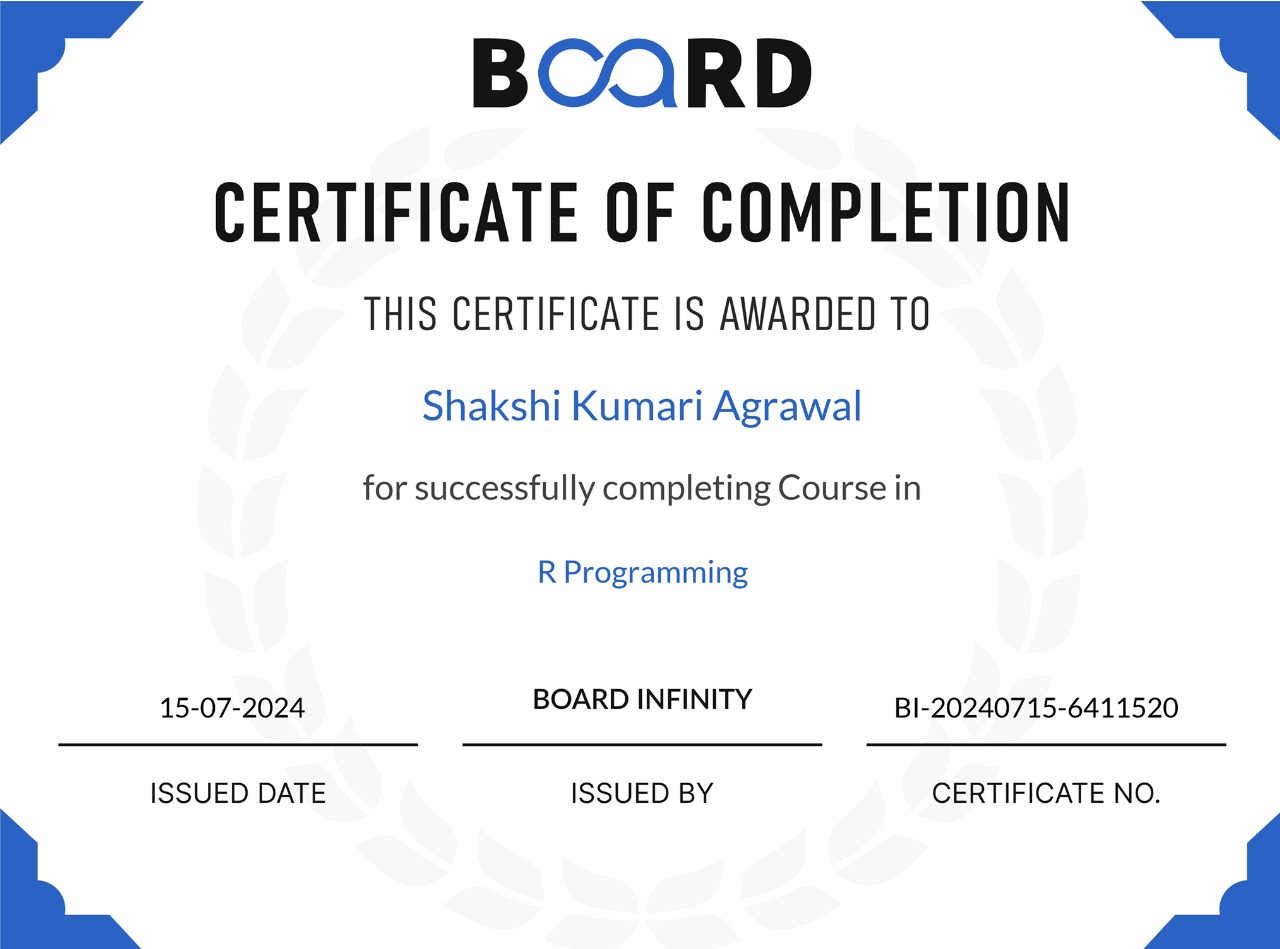 BOARD
CERTIFICATE OF COMPLETION
THIS CERTIFICATE IS AWARDED TO
Shakshi Kumari Agrawal
for successfully completing Course in
R Programming
15-07-2024
BOARD INFINITY
BI-20240715-6411520
ISSUED DATE
ISSUED BY
CERTIFICATE NO.